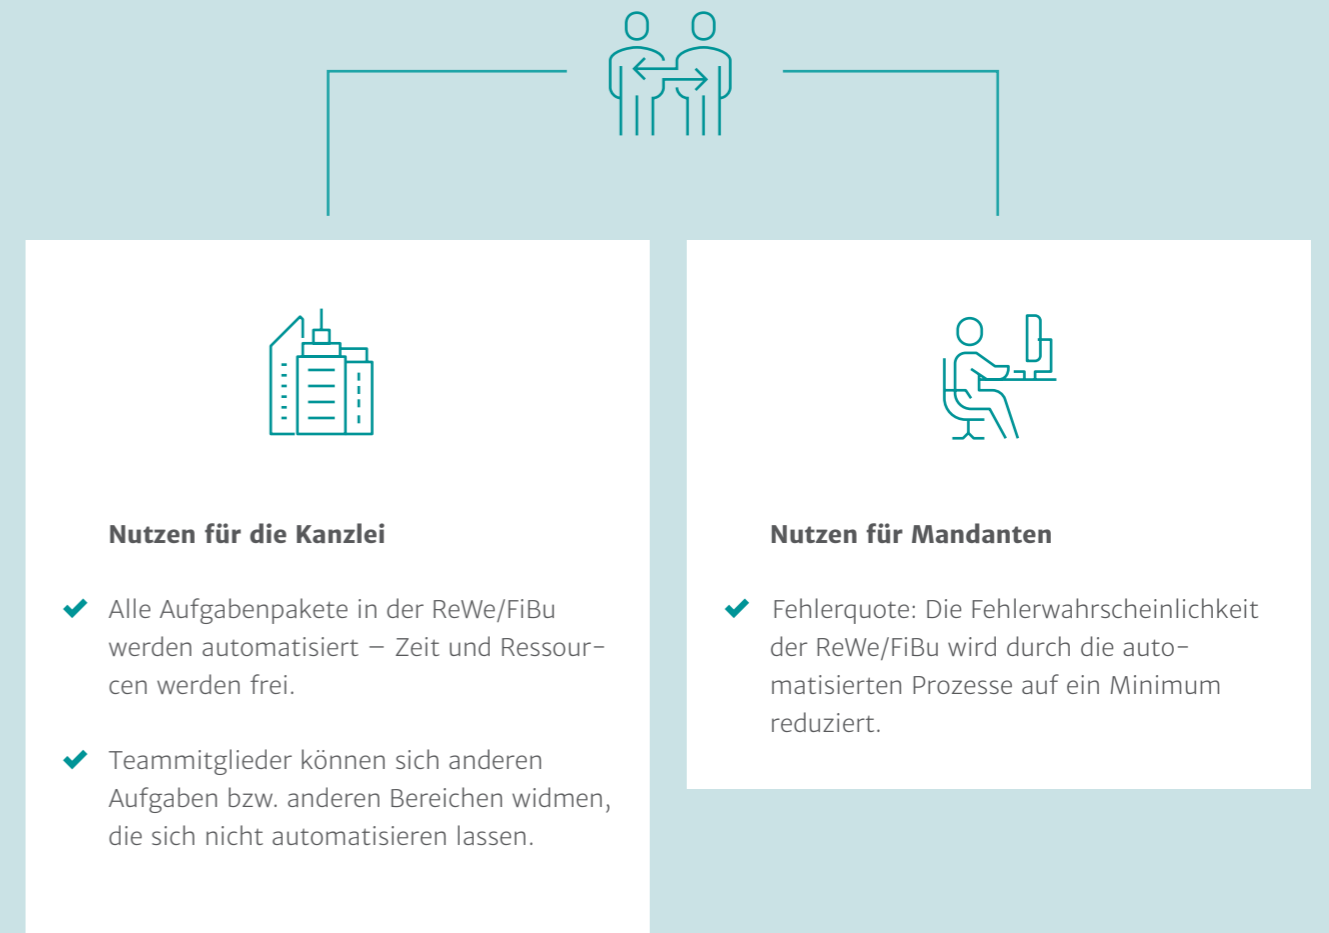 Nutzen für die Kanzlei
Alle Aufgabenpakete in der ReWe/FiBu
werden automatisiert – Zeit und Ressour-
cen werden frei.
Teammitglieder können sich anderen
Aufgaben bzw. anderen Bereichen widmen,
die sich nicht automatisieren lassen.
Nutzen für Mandanten
Fehlerquote: Die Fehlerwahrscheinlichkeit
der ReWe/FiBu wird durch die auto-
matisierten Prozesse auf ein Minimum
reduziert.